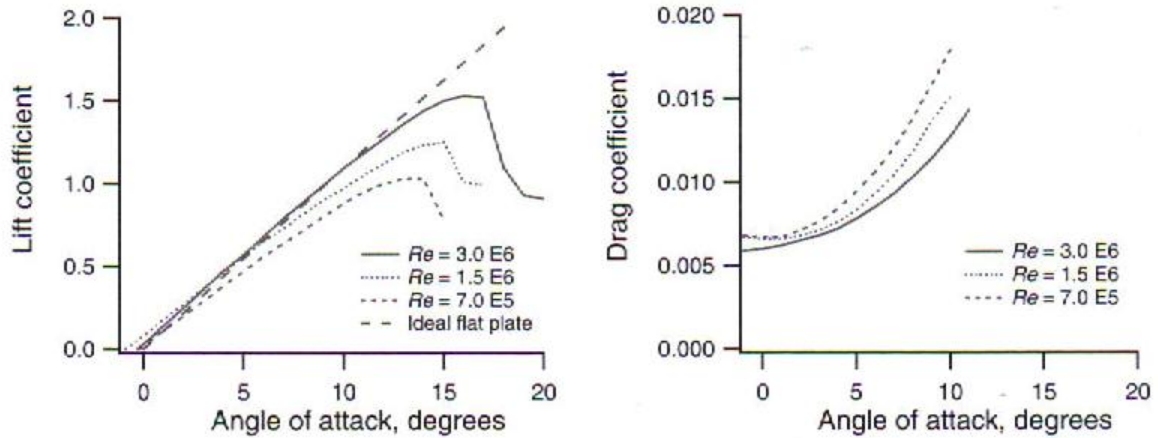 2.0
1.5
1.0
0.5
0.0
Lift coefficient
Re = 3.0 E6
Re = 1.5 E6
Re = 7.0 E5
Ideal flat plate
0 5 10 15 20
Angle of attack, degrees
0.020
0.015
0.010
0.005
0.000
Drag coefficient
Re = 3.0 E6
Re = 1.5 E6
Re = 7.0 E5
0 5 10 15 20
Angle of attack, degrees